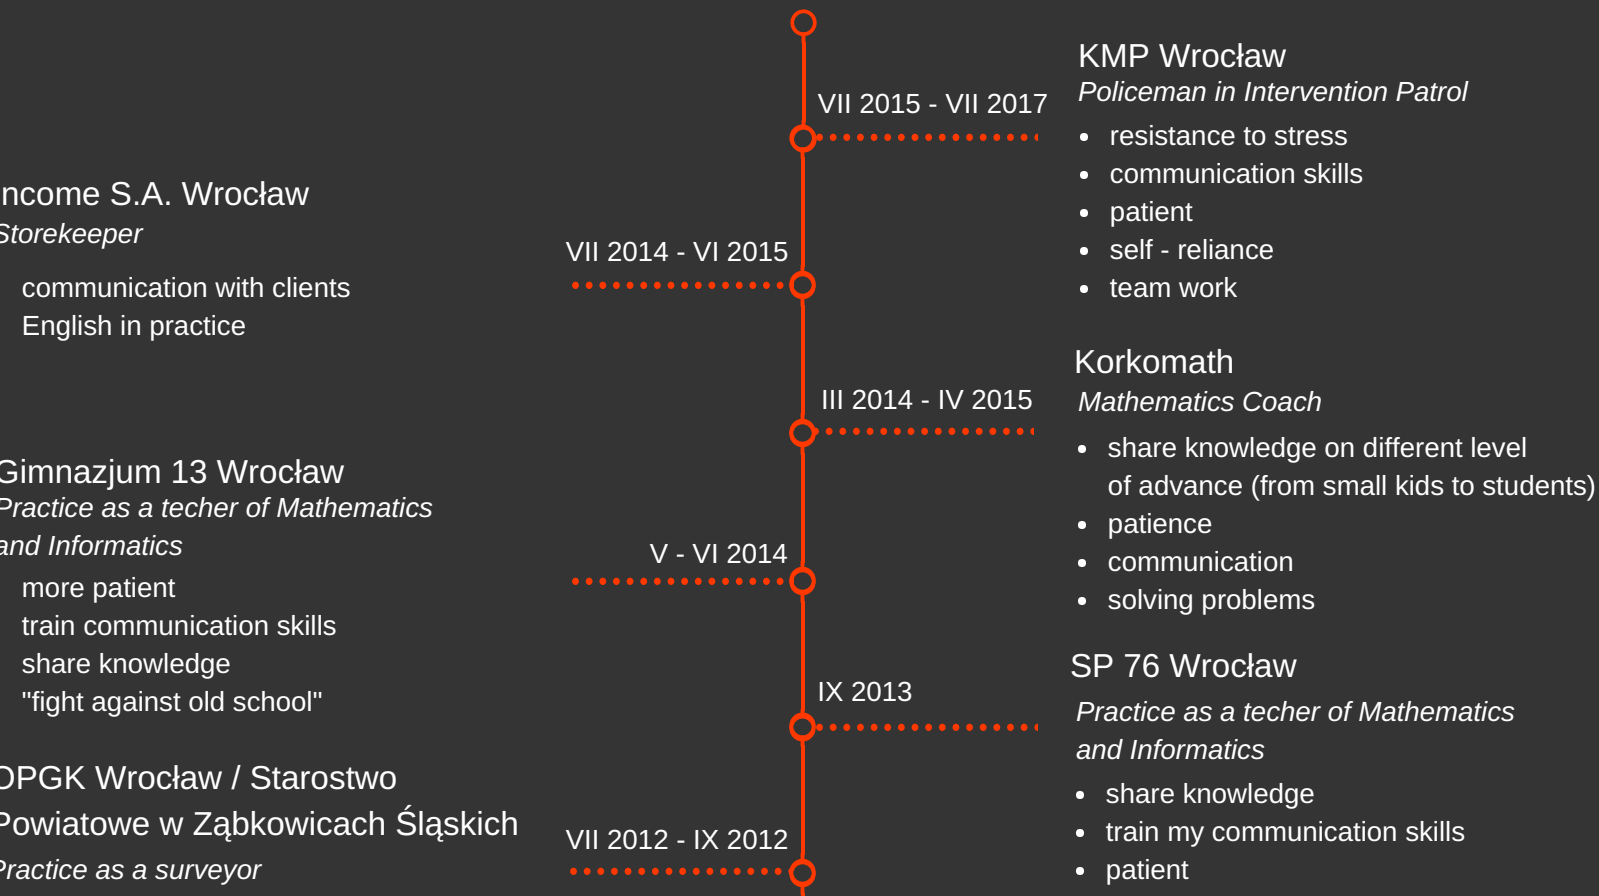 VII 2015 - VII 2017
KMP Wrocław
Policeman in Intervention Patrol
• resistance to stress
• communication skills
• patient
• self - reliance
• team work
ncome S.A. Wrocław
Storekeeper
communication with clients
English in practice
VII 2014 - VI 2015
III 2014 - IV 2015
Korkomath
Mathematics Coach
• share knowledge on different level
of advance (from small kids to students)
• patience
• communication
• solving problems
Gimnazjum 13 Wrocław
Practice as a techer of Mathematics
and Informatics
more patient
train communication skills
share knowledge
"fight against old school"
V - VI 2014
IX 2013
SP 76 Wrocław
Practice as a techer of Mathematics
and Informatics
• share knowledge
• train my communication skills
• patient
OPGK Wrocław / Starostwo
Powiatowe w Ząbkowicach Śląskich
Practice as a surveyor
VII 2012 - IX 2012